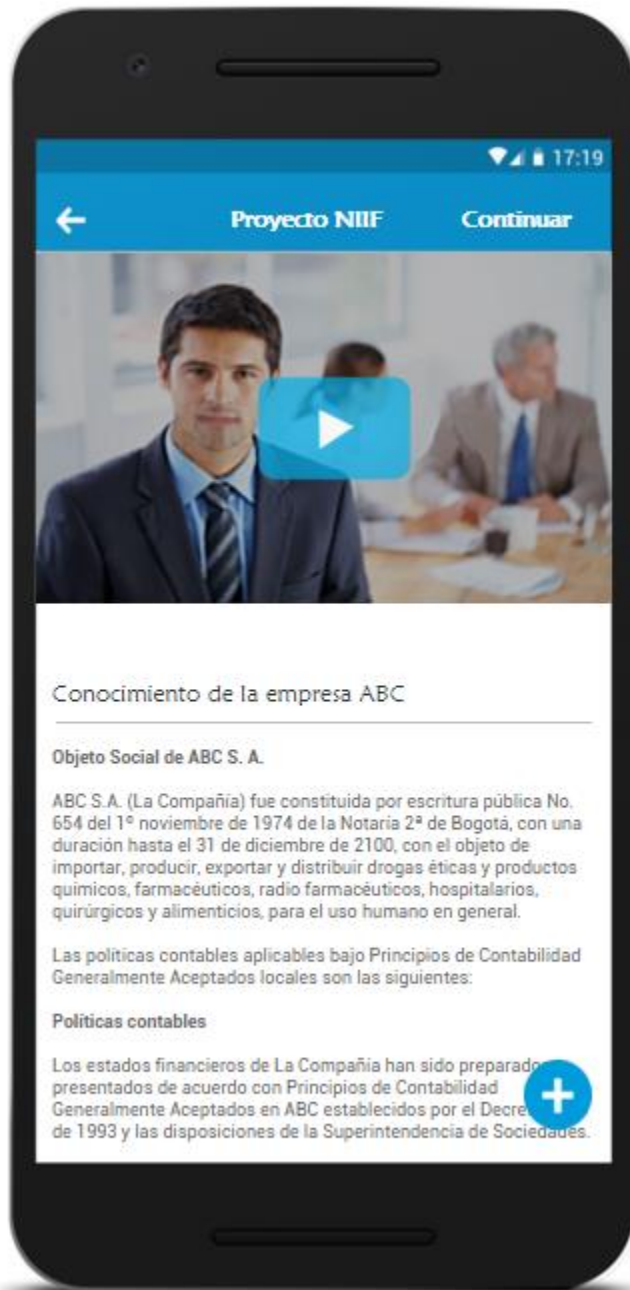 17:19
Proyecto NIIF Continuar
Conocimiento de la empresa ABC
Objeto Social de ABC S. A.
ABC S.A. (La Compañía) fue constituida por escritura pública No.
654 del 1º noviembre de 1974 de la Notaría 2ª de Bogotá, con una
duración hasta el 31 de diciembre de 2100, con el objeto de
importar, producir, exportar y distribuir drogas éticas y productos
químicos, farmacéuticos, radio farmacéuticos, hospitalarios,
quirúrgicos y alimenticios, para el uso humano en general.
Las políticas contables aplicables bajo Principios de Contabilidad
Generalmente Aceptados locales son las siguientes:
Políticas contables
Los estados financieros de La Compañía han sido preparado
presentados de acuerdo con Principios de Contabilidad
Generalmente Aceptados en ABC establecidos por el Decre
de 1993 y las disposiciones de la Superintendencia de Sociedades.